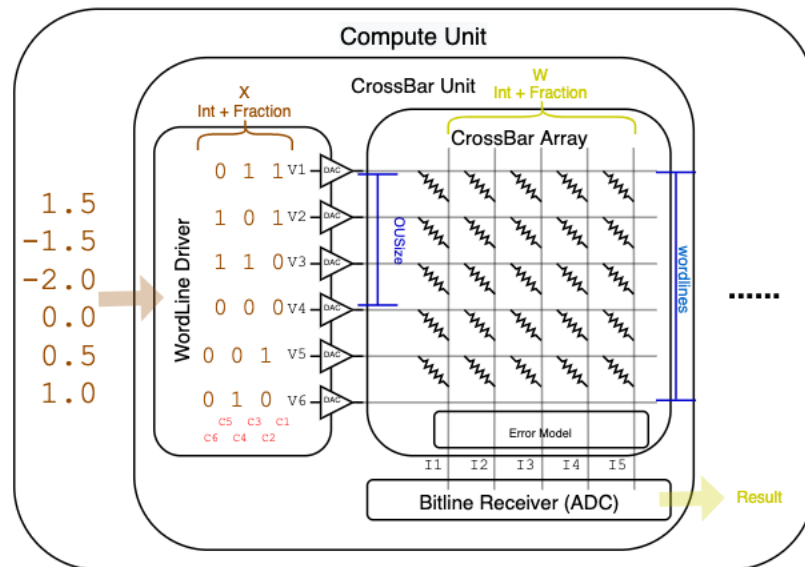 Compute Unit
CrossBar Unit
X
Int + Fraction
W
Int + Fraction
CrossBar Array
WordLine Driver
1.5
-1.5
-2.0
0.0
0.5
1.0
0 1 1 V1 DAC
1 0 1 V2 DAC
1 1 0 V3 DAC
0 0 0 V4 DAC
0 0 1 V5 DAC
0 1 0 V6 DAC
C5 C3 C1
C6 C4 C2
OUSize
wordlines
......
Error Model
I1 I2 I3 I4 I5
Bitline Receiver (ADC)
Result